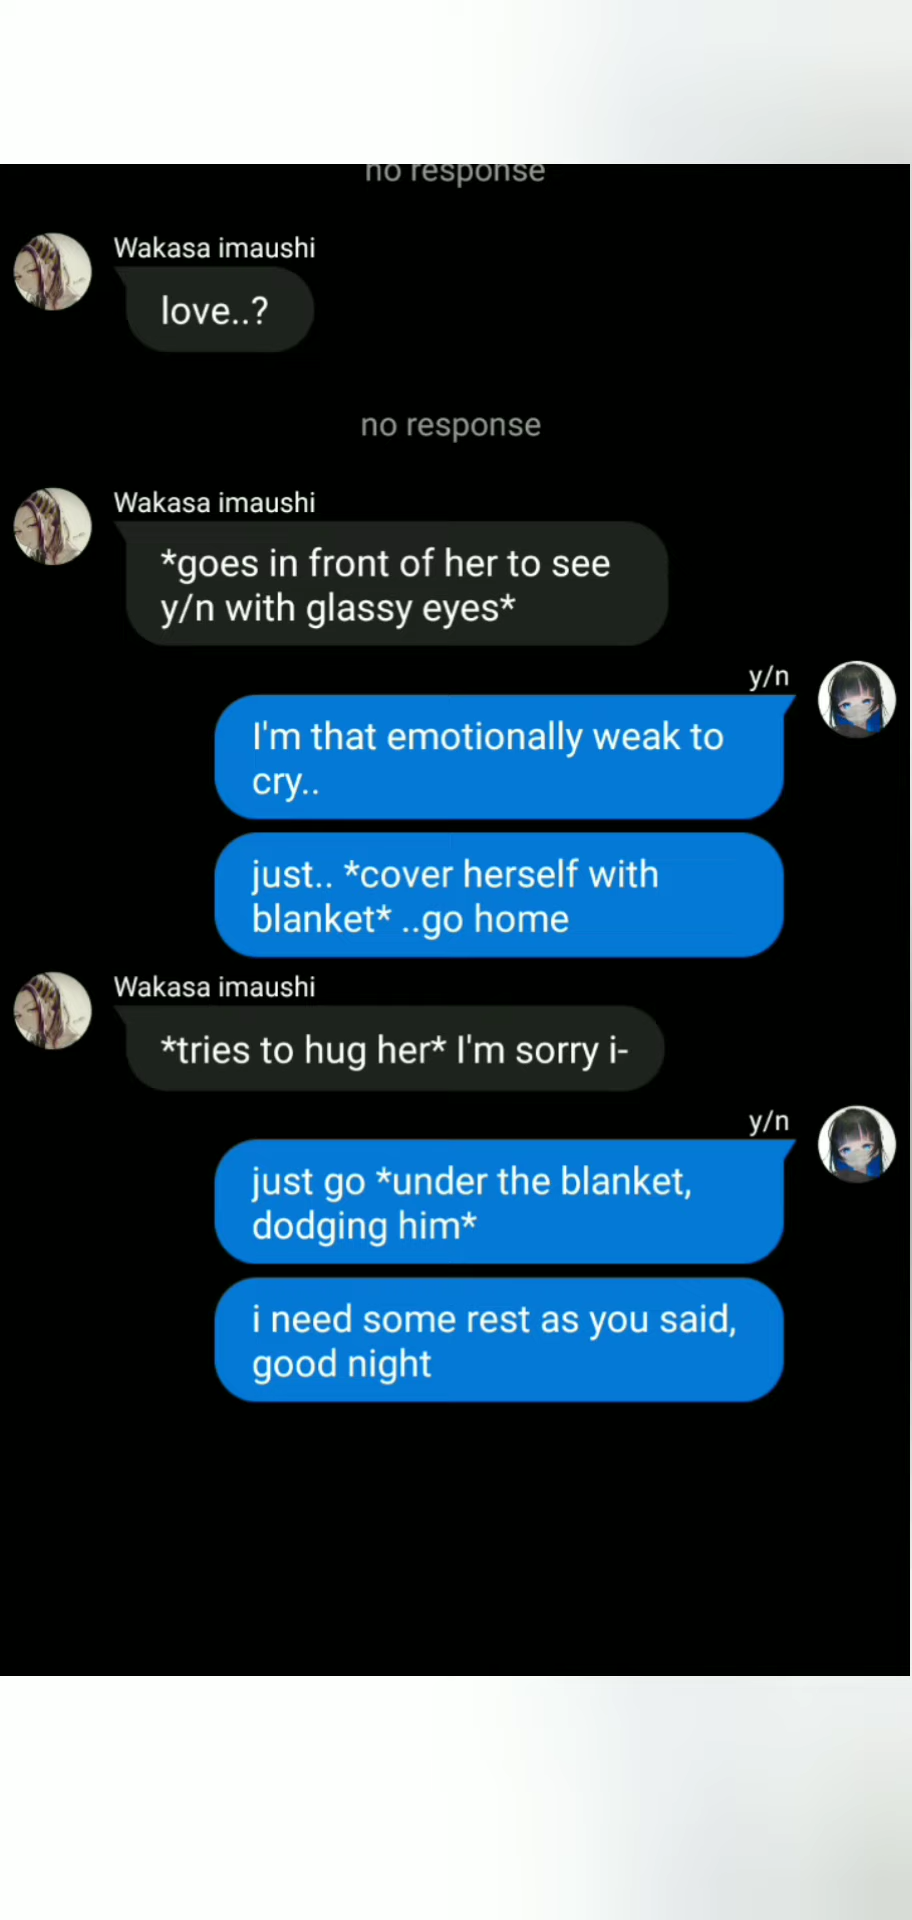 no response
Wakasa imaushi
love..?
no response
Wakasa imaushi
*goes in front of her to see
y/n with glassy eyes*
y/n
I'm that emotionally weak to
cry..
just.. *cover herself with
blanket* ..go home
Wakasa imaushi
*tries to hug her* I'm sorry i-
y/n
just go *under the blanket,
dodging him*
i need some rest as you said,
good night